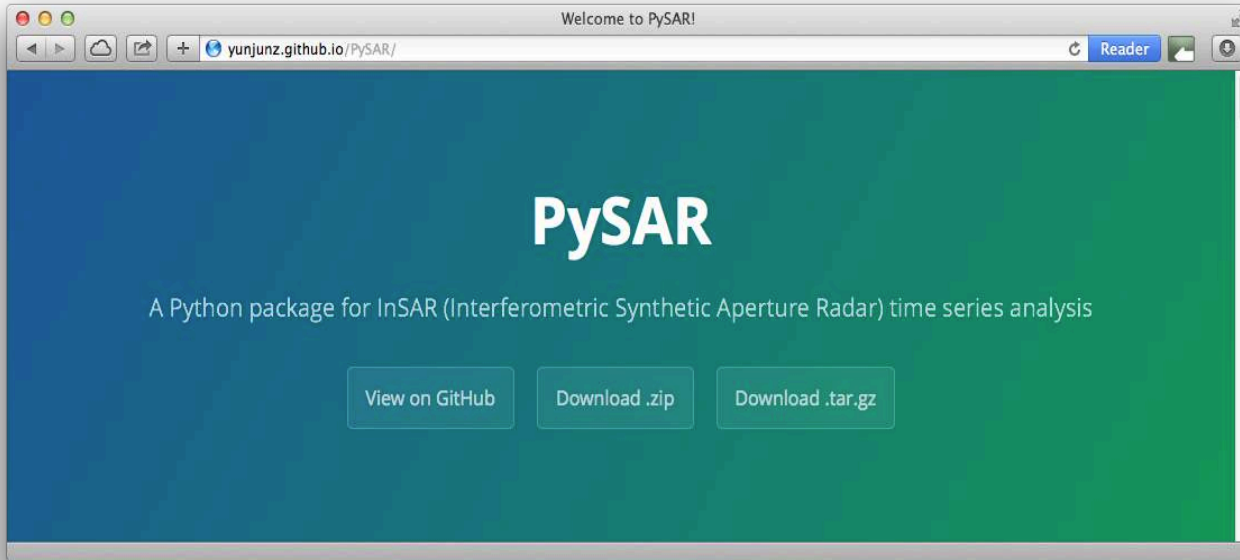 Welcome to PySAR!
+ yunjunz.github.io/PySAR/ Reader
PySAR
A Python package for InSAR (Interferometric Synthetic Aperture Radar) time series analysis
View on GitHub Download .zip Download .tar.gz